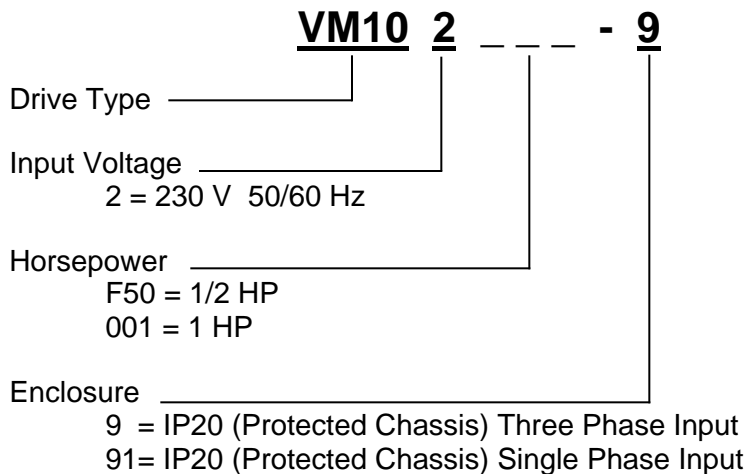 VM10 2 _ _ _ - 9
Drive Type
Input Voltage
2 = 230 V 50/60 Hz
Horsepower
F50 = 1/2 HP
001 = 1 HP
Enclosure
9 = IP20 (Protected Chassis) Three Phase Input
91= IP20 (Protected Chassis) Single Phase Input